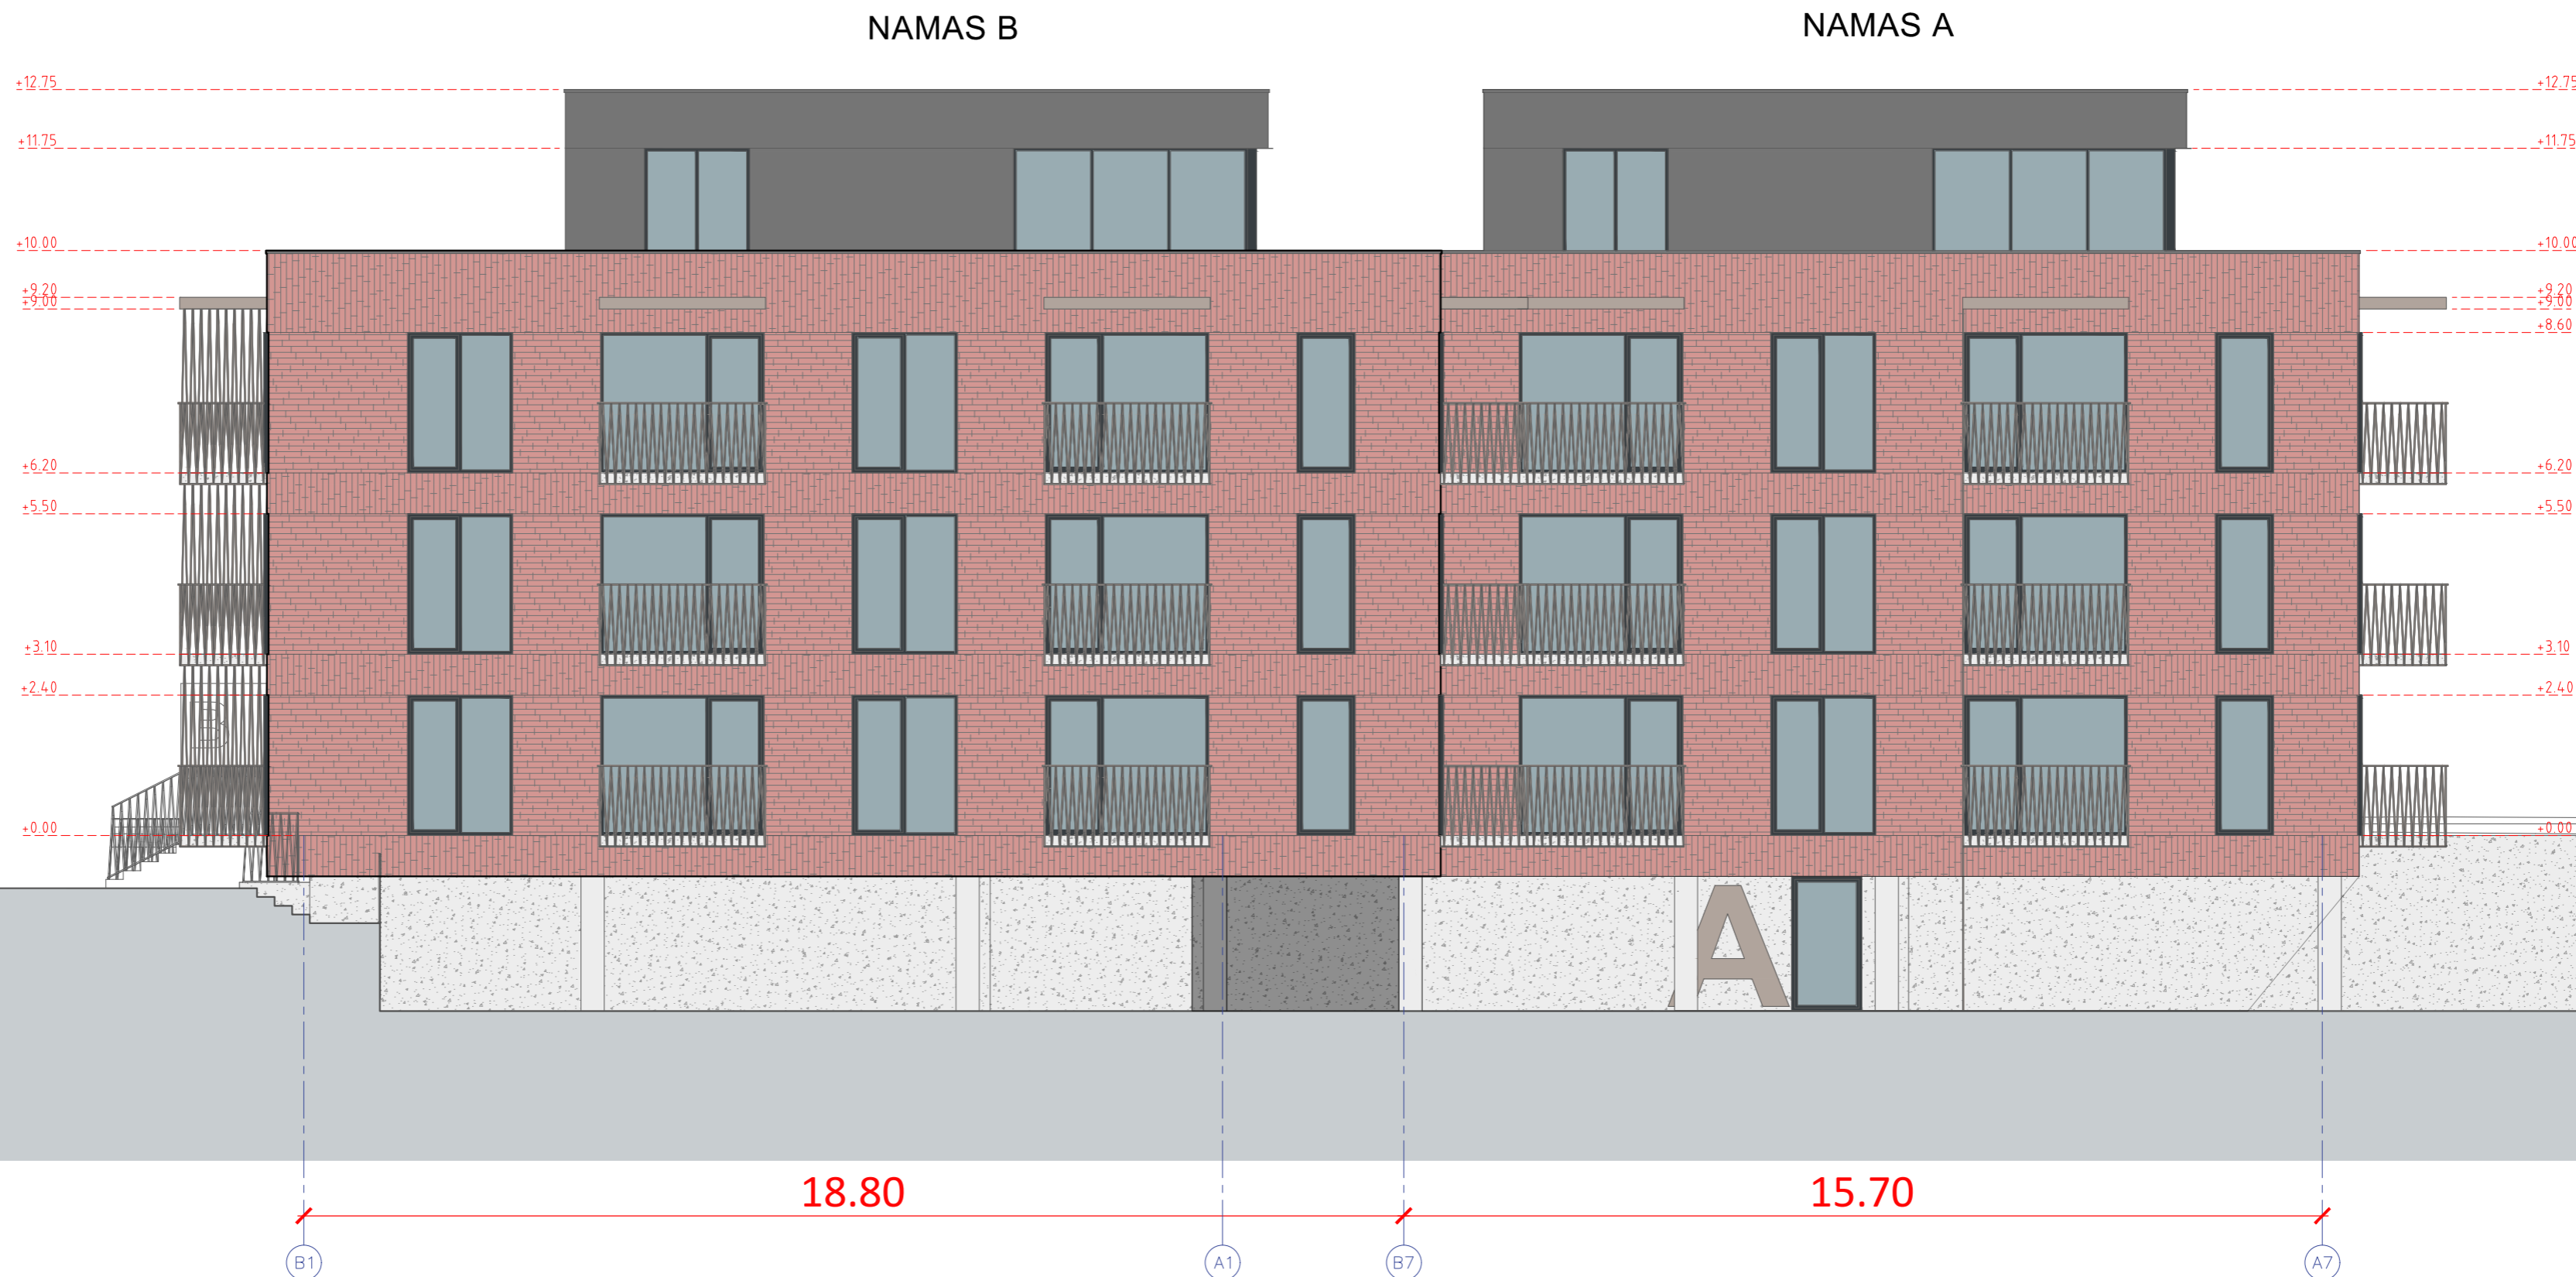 NAMAS B
NAMAS A
+12.75
+12.75
+11.75
+11.75
+10.00
+10.00
+9.20
+9.20
+9.00
+9.00
+8.60
+6.20
+6.20
+5.50
+5.50
+3.10
+3.10
+2.40
+2.40
B
+0.00
+0.00
A
18.80
15.70
B1
A1
B7
A7